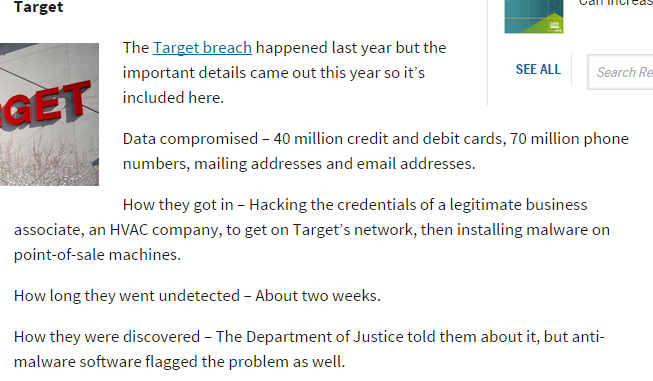 Target
The Target breach happened last year but the
important details came out this year so it's
included here.
Data compromised – 40 million credit and debit cards, 70 million phone
numbers, mailing addresses and email addresses.
How they got in – Hacking the credentials of a legitimate business
associate, an HVAC company, to get on Target's network, then installing malware on
point-of-sale machines.
How long they went undetected – About two weeks.
How they were discovered – The Department of Justice told them about it, but anti-
malware software flagged the problem as well.
RGET
Can
SEE ALL
Search